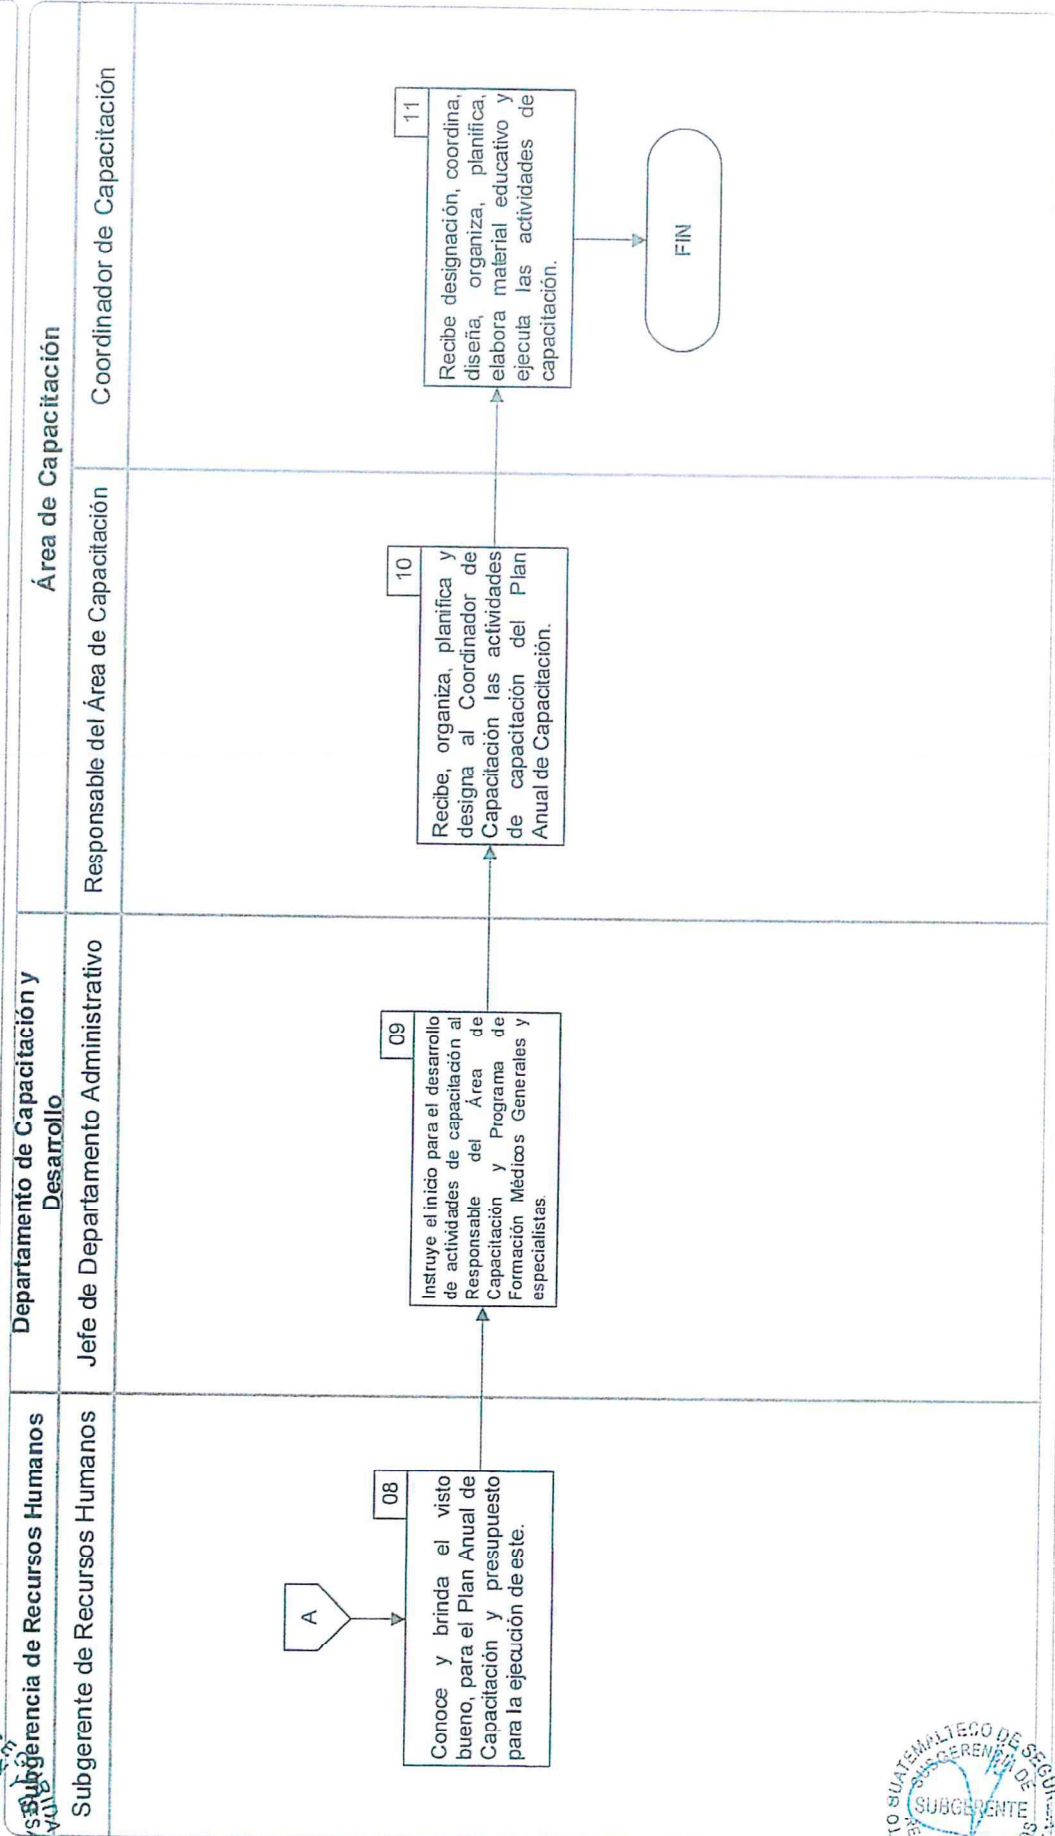 Subgerencia de Recursos Humanos
Departamento de Capacitación y
Desarrollo
Área de Capacitación
Subgerente de Recursos Humanos
Jefe de Departamento Administrativo
Responsable del Área de Capacitación
Coordinador de Capacitación
A
08
Conoce y brinda el visto
bueno, para el Plan Anual de
Capacitación y presupuesto
para la ejecución de este.
09
Instruye el inicio para el desarrollo
de actividades de capacitación al
Responsable del Área de
Capacitación y Programa de
Formación Médicos Generales y
especialistas.
10
Recibe, organiza, planifica y
designa al Coordinador de
Capacitación las actividades
de capacitación del Plan
Anual de Capacitación.
11
Recibe designación, coordina,
diseña, organiza, planifica,
elabora material educativo y
ejecuta las actividades de
capacitación.
FIN
SUBGERENCIA DE
SUBGERENTE